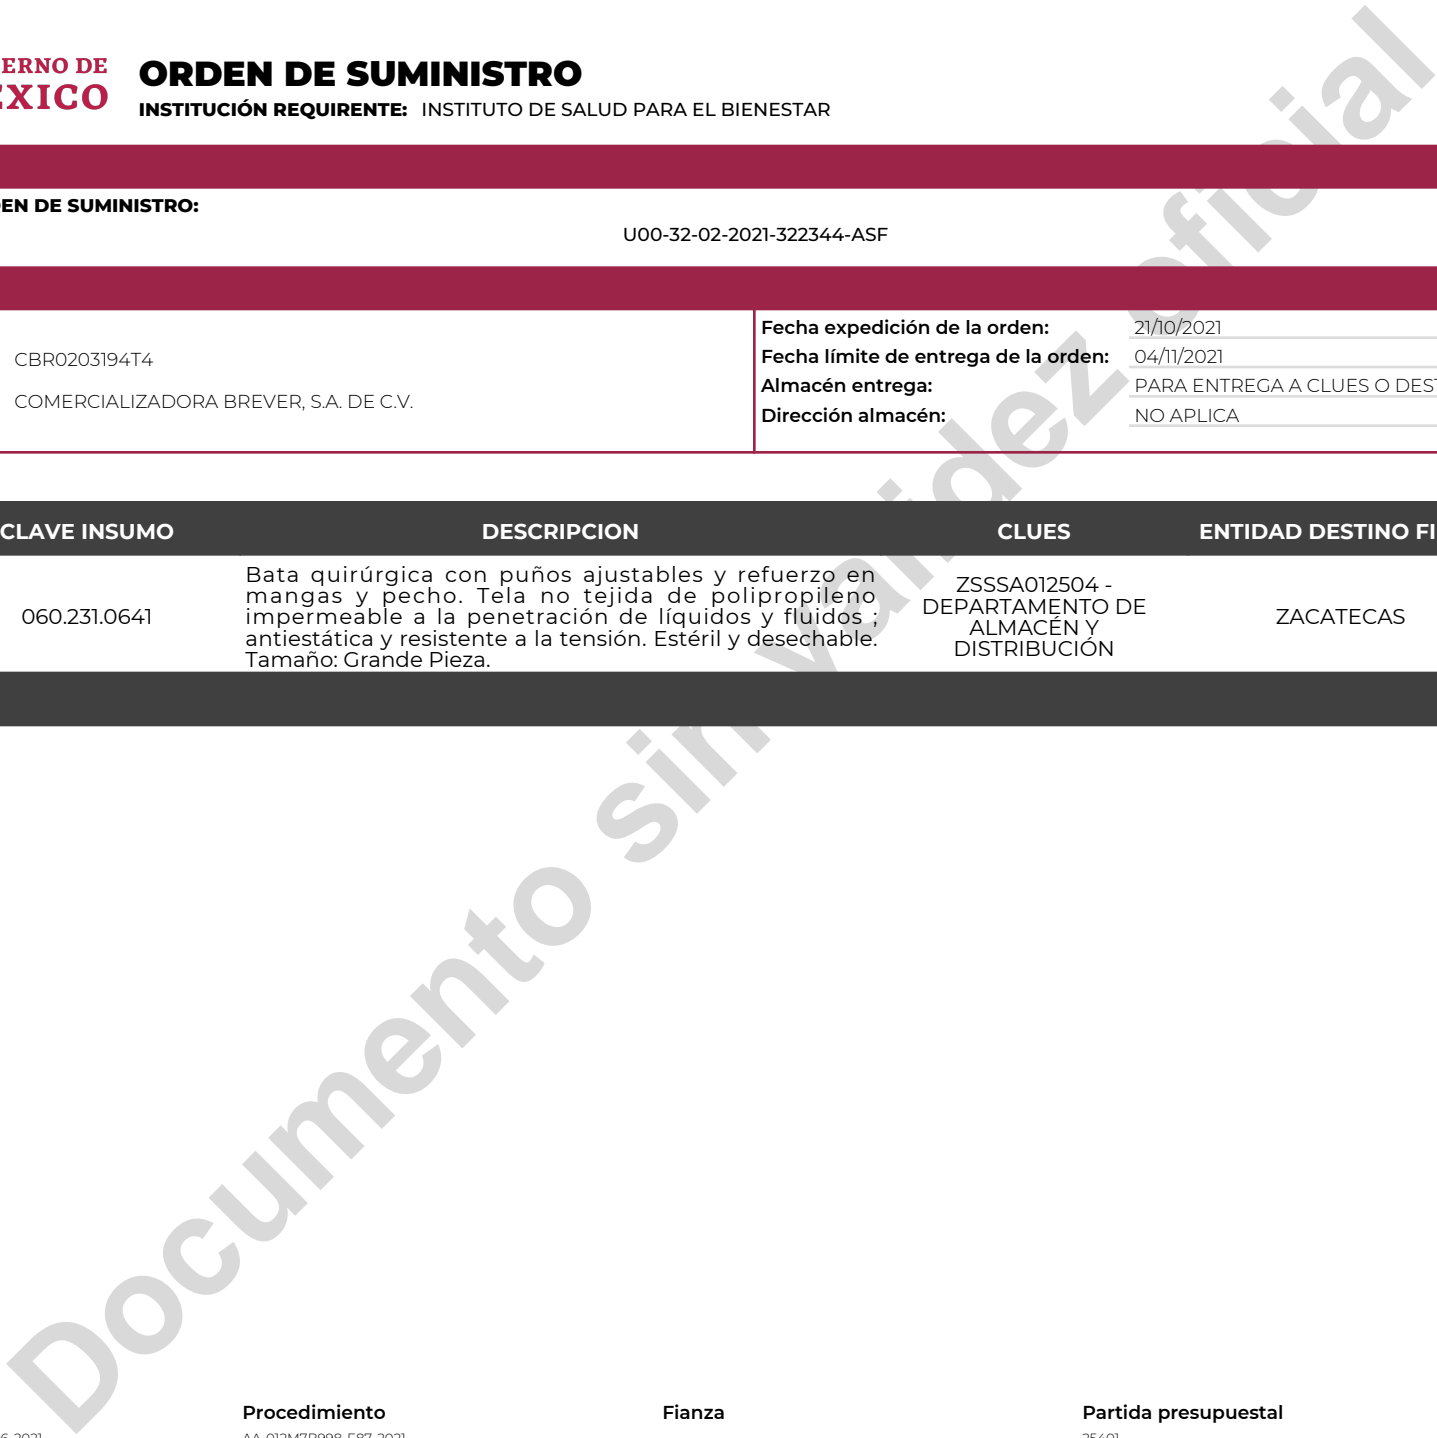 ERNO DE
EXICO
ORDEN DE SUMINISTRO
INSTITUCIÓN REQUIRENTE: INSTITUTO DE SALUD PARA EL BIENESTAR
EN DE SUMINISTRO:
U00-32-02-2021-322344-ASF
CBR0203194T4
COMERCIALIZADORA BREVER, S.A. DE C.V.
Fecha expedición de la orden: 21/10/2021
Fecha límite de entrega de la orden: 04/11/2021
Almacén entrega: PARA ENTREGA A CLUES O DEST
Dirección almacén: NO APLICA
CLAVE INSUMO DESCRIPCION CLUES ENTIDAD DESTINO FI
060.231.0641
Bata quirúrgica con puños ajustables y refuerzo en
mangas y pecho. Tela no tejida de polipropileno
impermeable a la penetración de líquidos y fluidos ;
antiestática y resistente a la tensión. Estéril y desechable.
Tamaño: Grande Pieza.
ZSSSA012504 -
DEPARTAMENTO DE
ALMACÉN Y
DISTRIBUCIÓN
ZACATECAS
Documento sin validez oficial
Procedimiento Fianza Partida presupuestal